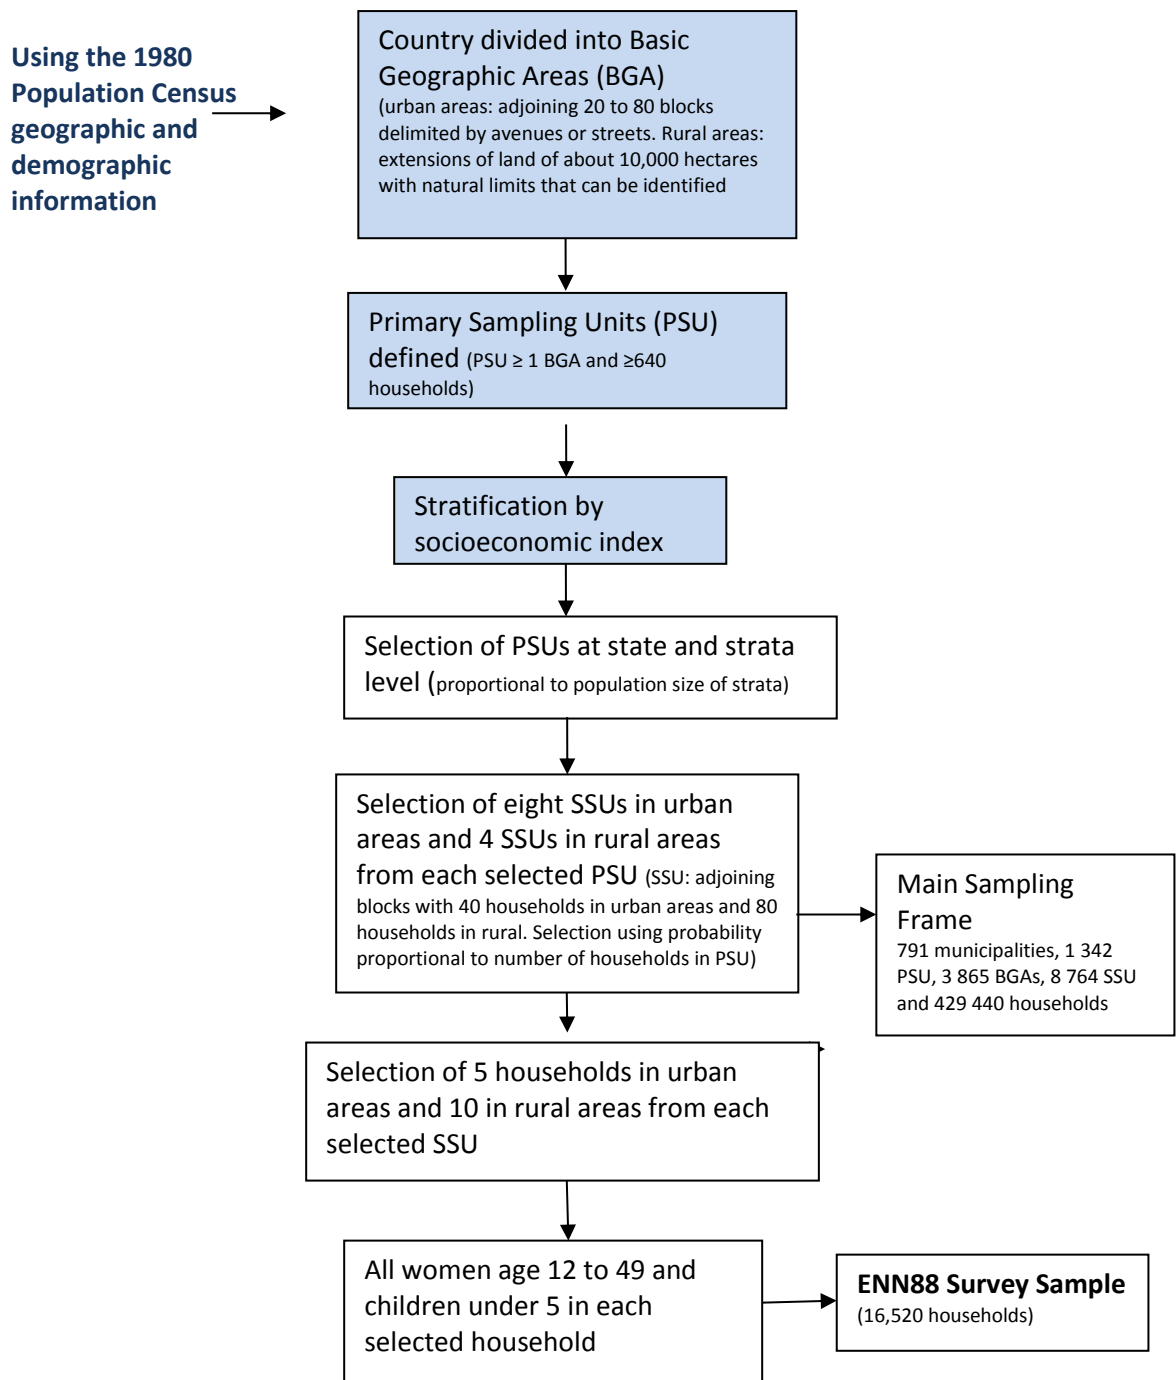 Using the 1980
Population Census
geographic and
demographic
information
Country divided into Basic
Geographic Areas (BGA)
(urban areas: adjoining 20 to 80 blocks
delimited by avenues or streets. Rural areas:
extensions of land of about 10,000 hectares
with natural limits that can be identified
Primary Sampling Units (PSU)
defined (PSU ≥ 1 BGA and ≥640
households)
Stratification by
socioeconomic index
Selection of PSUs at state and strata
level (proportional to population size of strata)
Selection of eight SSUs in urban
areas and 4 SSUs in rural areas
from each selected PSU (SSU: adjoining
blocks with 40 households in urban areas and 80
households in rural. Selection using probability
proportional to number of households in PSU)
Main Sampling
Frame
791 municipalities, 1 342
PSU, 3 865 BGAs, 8 764 SSU
and 429 440 households
Selection of 5 households in urban
areas and 10 in rural areas from each
selected SSU
All women age 12 to 49 and
children under 5 in each
selected household
ENN88 Survey Sample
(16,520 households)